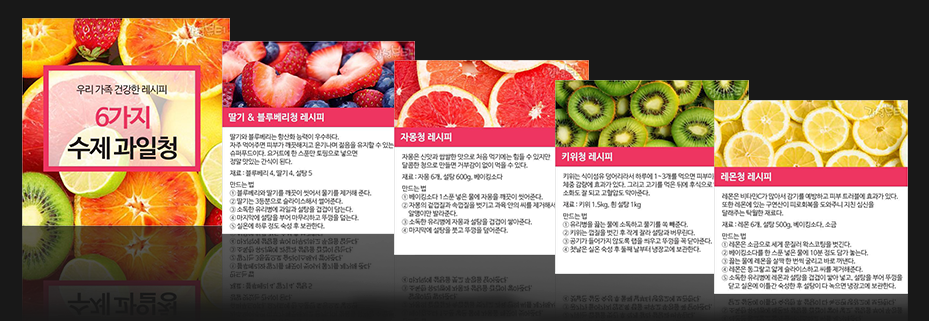 우리 가족 건강한 레시피
6가지
수제 과일청
딸기 & 블루베리청 레시피
딸기와 블루베리는 항산화 능력이 우수하다.
자주 먹어주면 피부가 깨끗해지고 윤기나며 젊음을 유지할 수 있는
슈퍼푸드이다. 요거트에 한 스푼만 토핑으로 넣으면
정말 맛있는 간식이 된다.
재료 : 블루베리 4, 딸기 4, 설탕 5
만드는 법
① 블루베리와 딸기를 깨끗이 씻어서 물기를 제거해 준다.
② 딸기는 3등분으로 슬라이스해서 썰어준다.
③ 소독한 유리병에 과일과 설탕을 겹겹이 담는다.
④ 마지막에 설탕을 부어 마무리하고 뚜껑을 덮는다.
⑤ 실온에 하루 정도 숙성 후 보관한다.
자몽청 레시피
자몽은 신맛과 쌉쌀한 맛으로 처음 먹기에는 힘들 수 있지만
달콤한 청으로 만들면 거부감이 없이 먹을 수 있다.
재료 : 자몽 6개, 설탕 600g, 베이킹소다
만드는 법
① 베이킹소다 1스푼 넣은 물에 자몽을 깨끗이 씻어준다.
② 자몽의 겉껍질과 속껍질을 벗기고 과육 안의 씨를 제거해서
알맹이만 발라준다.
③ 소독한 유리병에 자몽과 설탕을 겹겹이 쌓아준다.
④ 마지막에 설탕을 붓고 뚜껑을 덮어준다.
키위청 레시피
키위는 식이섬유 덩어리라서 하루에 1~3개를 먹으면 피부미
체중 감량에 효과가 있다. 그리고 고기를 먹은 뒤에 후식으로
소화도 잘 되고 고혈압도 막아준다.
재료 : 키위 1.5kg, 흰 설탕 1kg
만드는 법
① 유리병을 끓는 물에 소독하고 물기를 쏙 빼준다.
② 키위는 껍질을 벗긴 후 작게 잘라 설탕과 버무린다.
③ 공기가 들어가지 않도록 랩을 씌우고 뚜껑을 꼭 닫아준다.
④ 첫날은 실온 숙성 후 둘째 날부터 냉장고에 보관한다.
레몬청 레시피
레몬은 비타민C가 많아서 감기를 예방하고 피부 트러블에 효과가 있다.
또한 레몬에 있는 구연산이 피로회복을 도와주니 지친 심신을
달래주는 탁월한 재료다.
재료 : 레몬 6개, 설탕 500g, 베이킹소다, 소금
만드는 법
① 레몬은 소금으로 세게 문질러 왁스코팅을 벗긴다.
② 베이킹소다를 한 스푼 넣은 물에 10분 정도 담가 놓는다.
③ 끓는 물에 레몬을 살짝 한 번씩 굴리고 바로 꺼낸다.
④ 레몬은 동그랗고 얇게 슬라이스하고 씨를 제거해준다.
⑤ 소독한 유리병에 레몬과 설탕을 겹겹이 쌓아 넣고, 설탕을 부어 뚜껑을
닫고 실온에 이틀간 숙성한 후 설탕이 다 녹으면 냉장고에 보관한다.